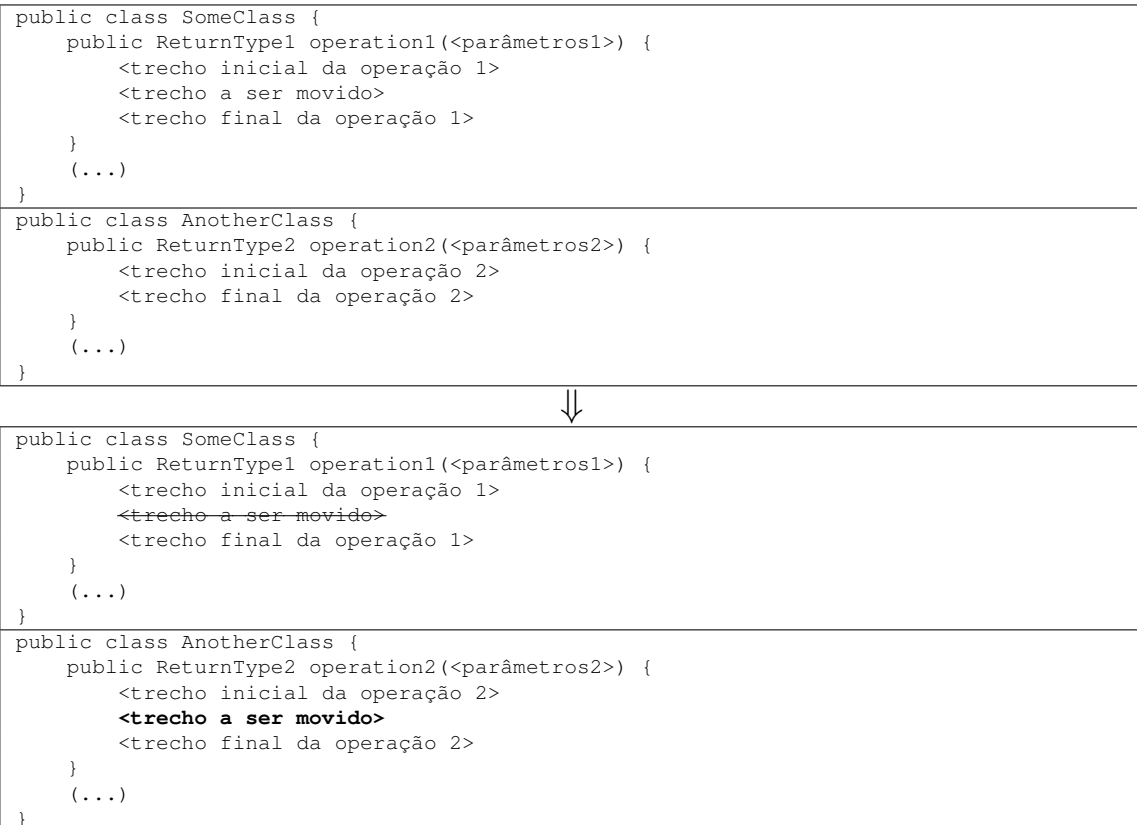 public class SomeClass {
    public ReturnType1 operation1(<parâmetros1>) {
        <trecho inicial da operação 1>
        <trecho a ser movido>
        <trecho final da operação 1>
    }
    (...)
}
public class AnotherClass {
    public ReturnType2 operation2(<parâmetros2>) {
        <trecho inicial da operação 2>
        <trecho final da operação 2>
    }
    (...)
}
⇓
public class SomeClass {
    public ReturnType1 operation1(<parâmetros1>) {
        <trecho inicial da operação 1>
        <trecho a ser movido>
        <trecho final da operação 1>
    }
    (...)
}
public class AnotherClass {
    public ReturnType2 operation2(<parâmetros2>) {
        <trecho inicial da operação 2>
        <trecho a ser movido>
        <trecho final da operação 2>
    }
    (...)
}